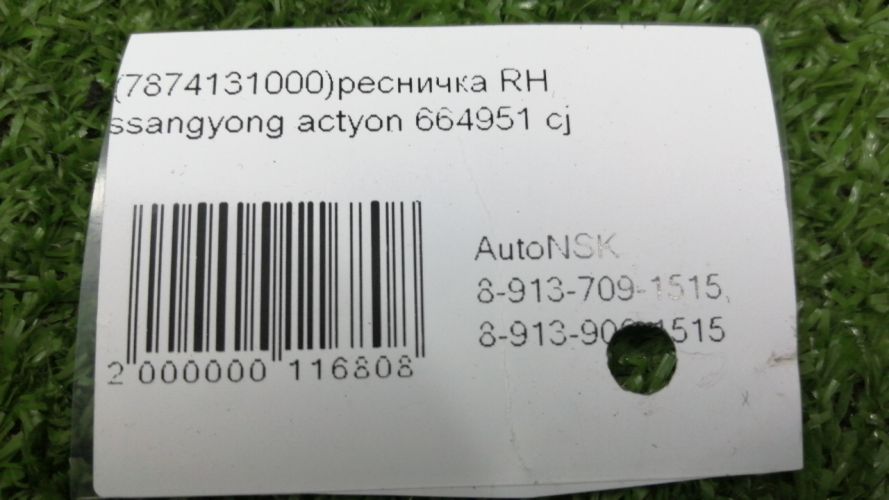 (7874131000)ресничка RH
ssangyong actyon 664951 cj
AutoNSK
8-913-709-1515,
2 000000 116808